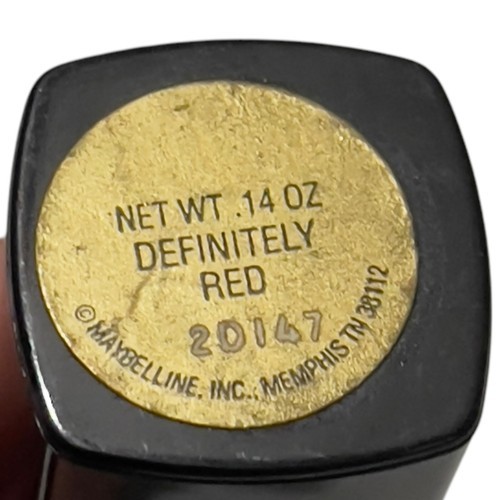 NET WT .14 OZ
DEFINITELY
RED
20147
© MAYBELLINE, INC., MEMPHIS TN 38112